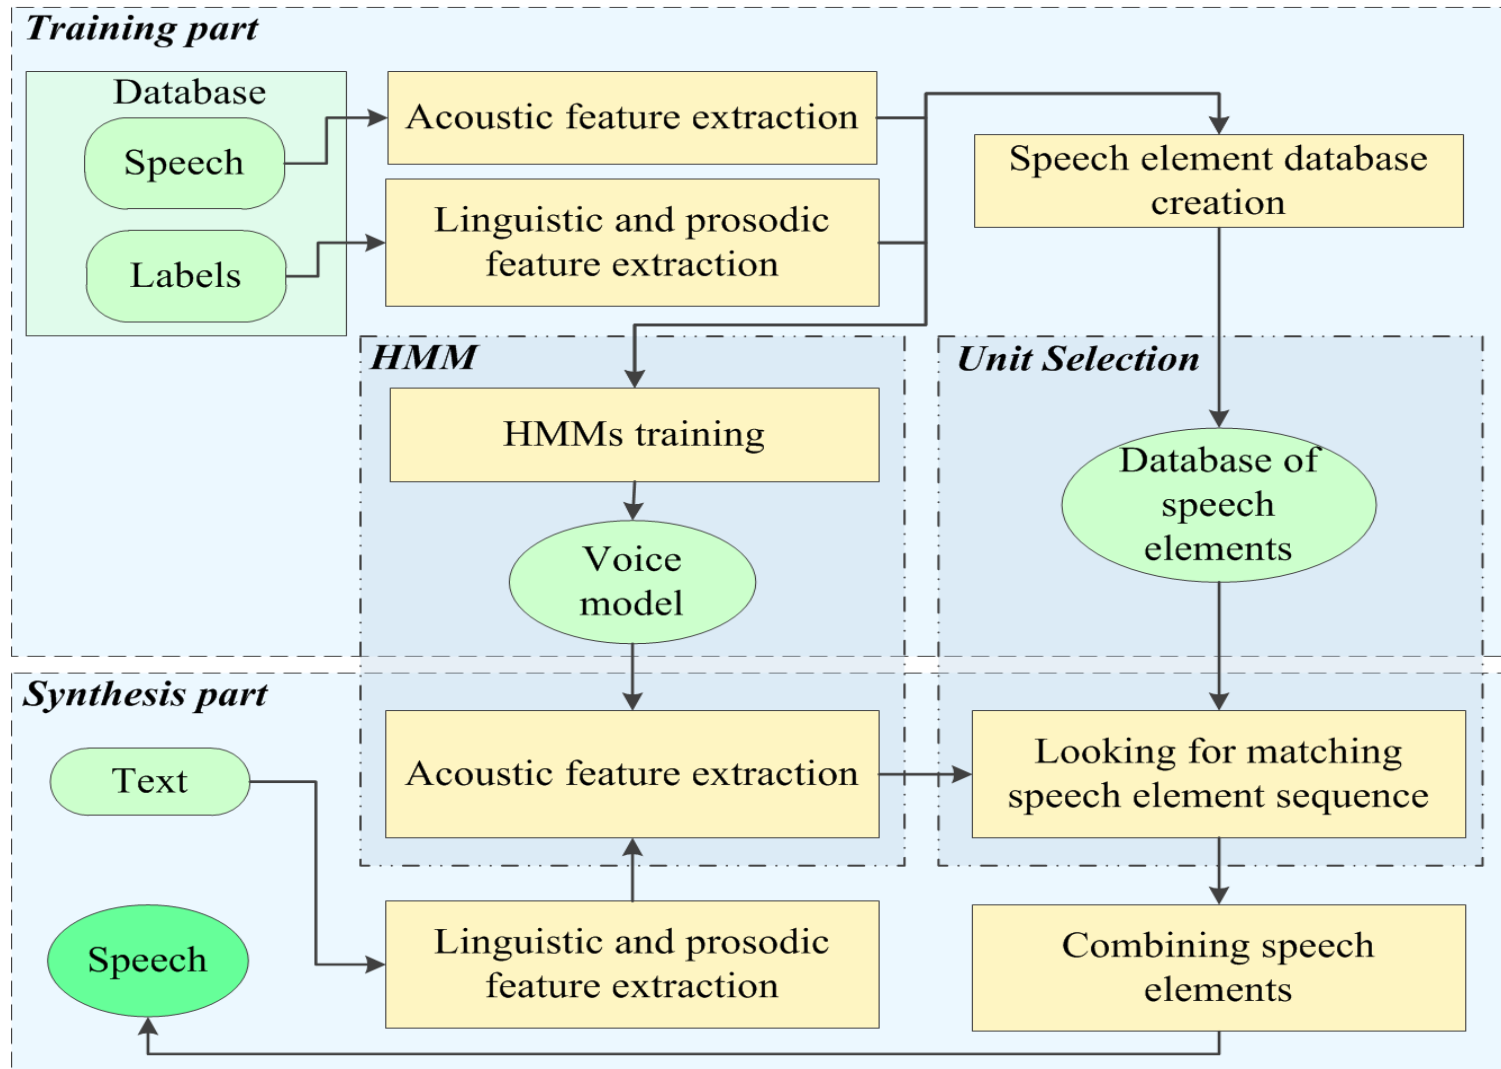 Training part
Database
Speech
Labels
Acoustic feature extraction
Linguistic and prosodic
feature extraction
Speech element database
creation
HMM
HMMs training
Voice
model
Unit Selection
Database of
speech
elements
Synthesis part
Text
Speech
Acoustic feature extraction
Linguistic and prosodic
feature extraction
Looking for matching
speech element sequence
Combining speech
elements